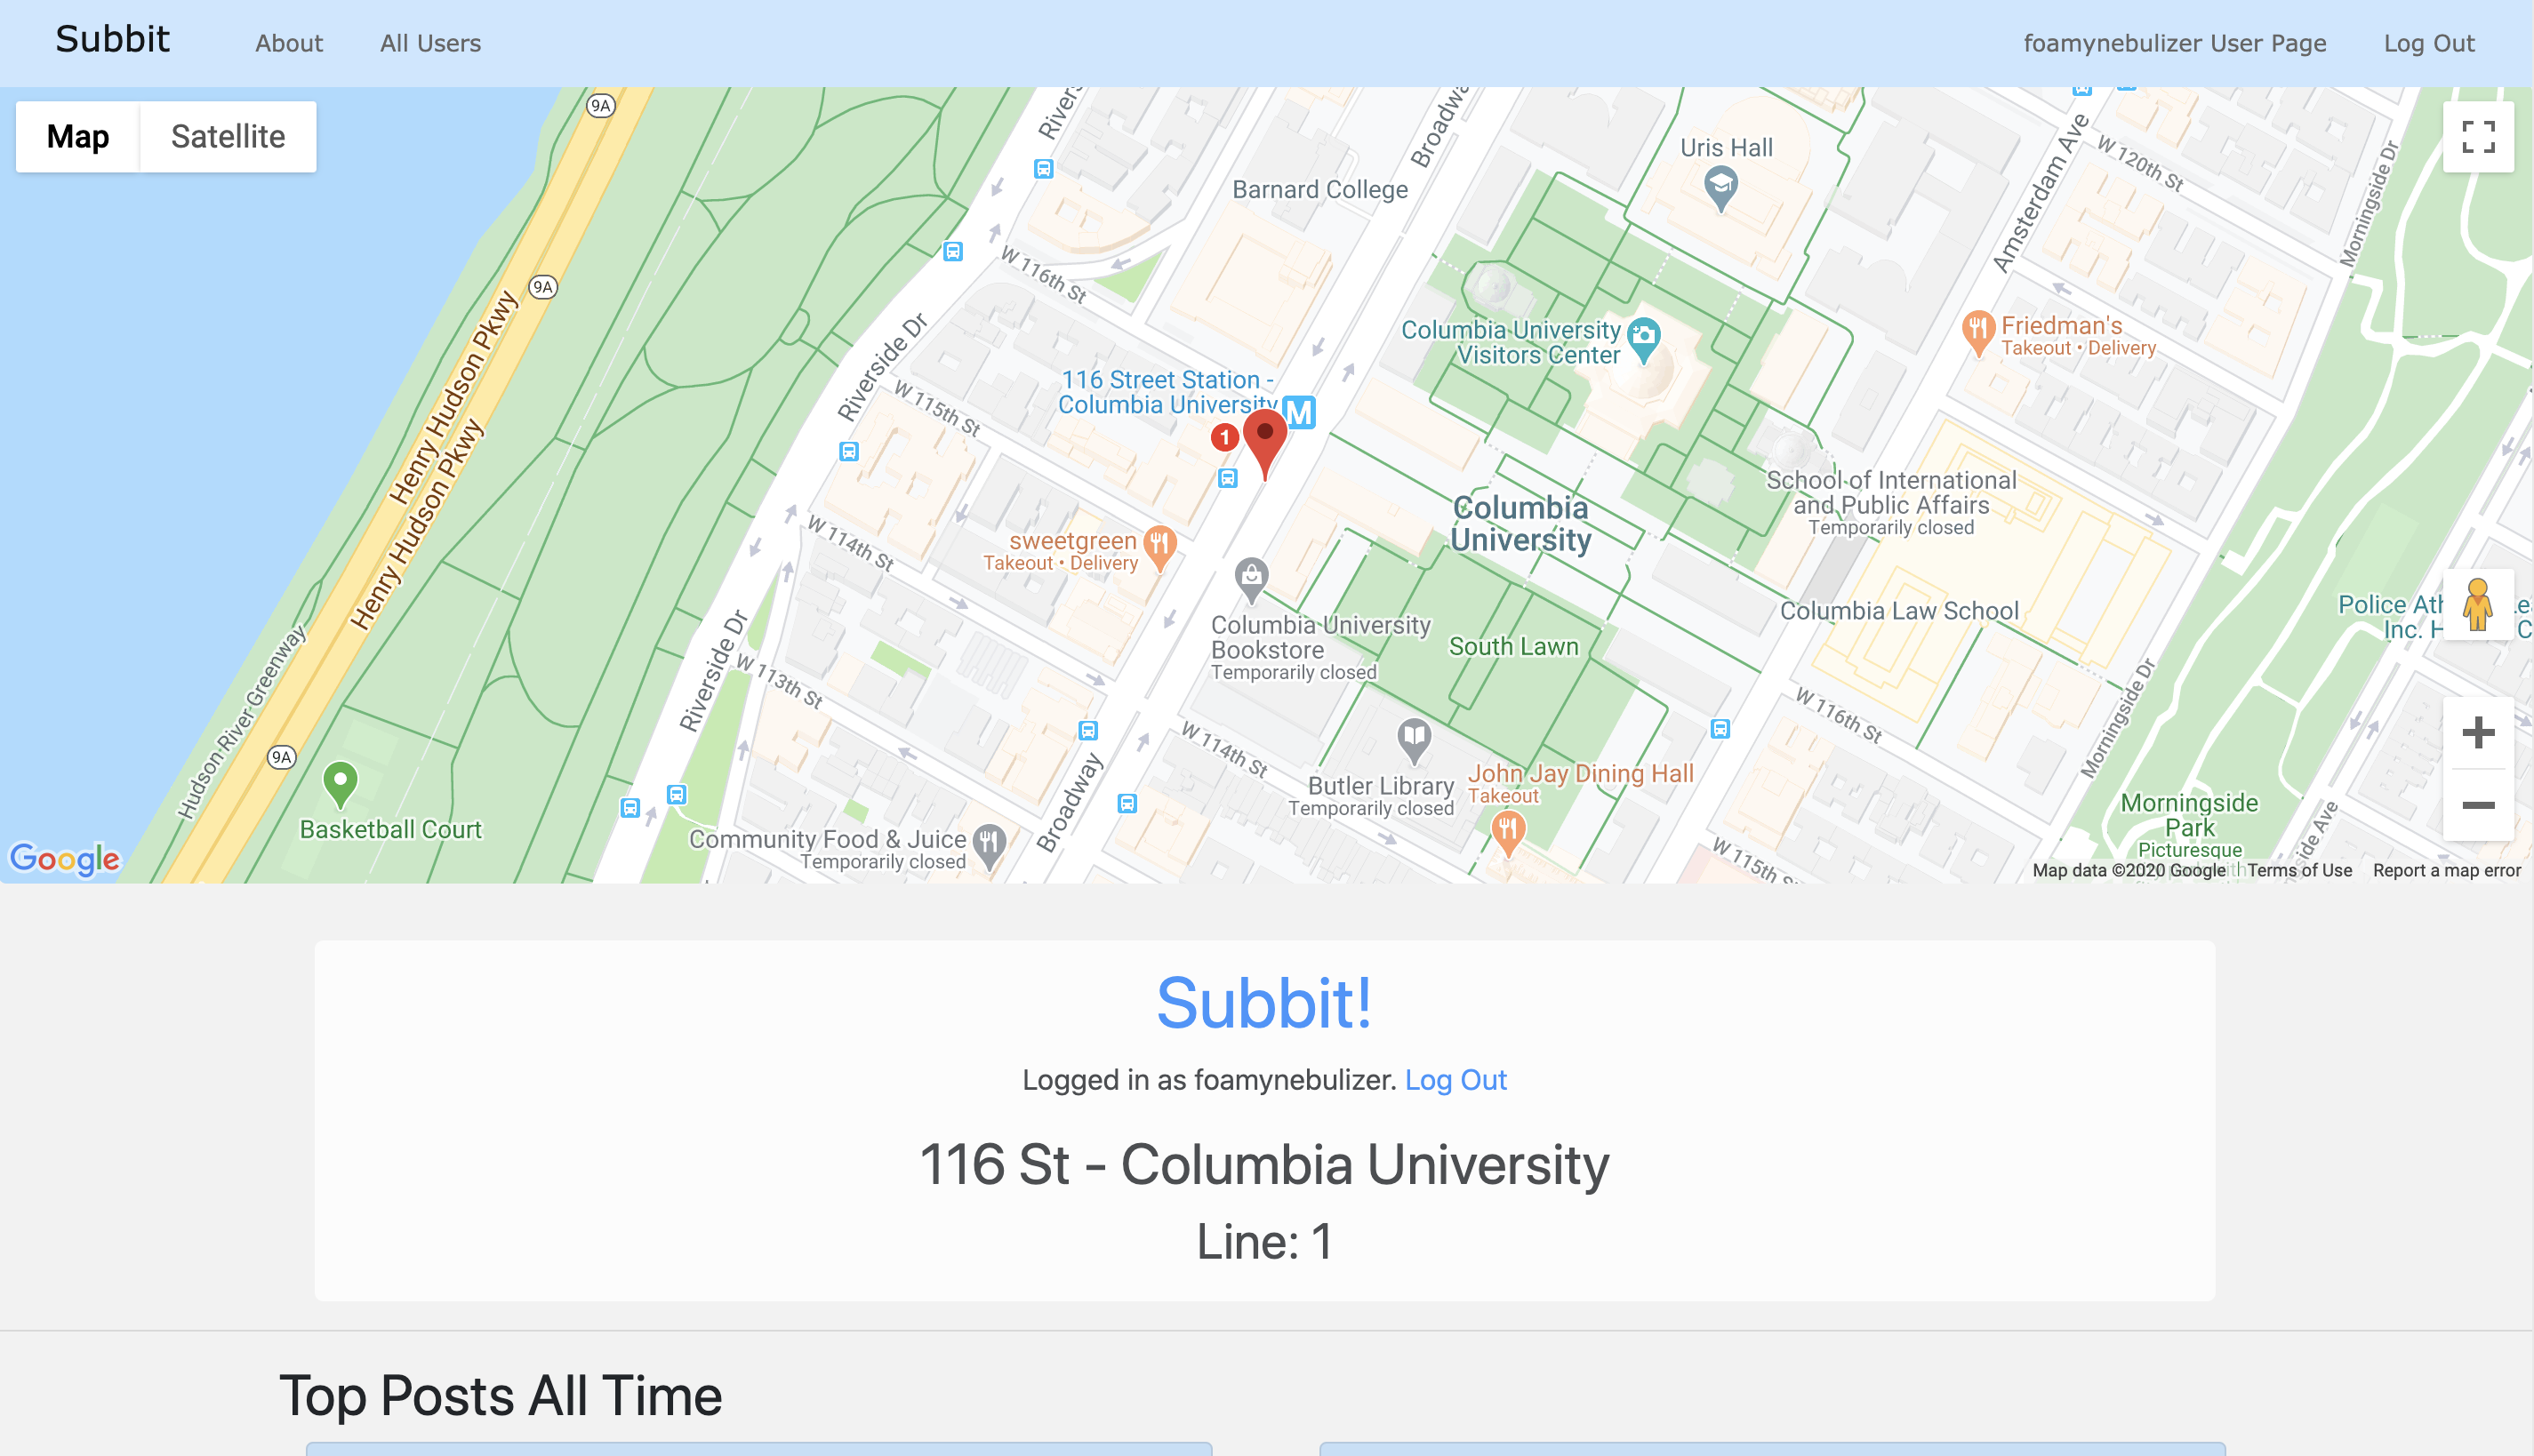 Subbit
About
All Users
foamynebulizer User Page
Log Out
Map
Satellite
9A
Broadway
Uris Hall
Barnard College
W 120th St
Amsterdam Ave
Morningside Dr
W 116th St
9A
Henry Hudson Pkwy
Riverside Dr
Columbia University
Visitors Center
Friedman's
Takeout • Delivery
116 Street Station -
Columbia University
M
1
W 115th St
Henry Hudson Pkwy
School of International
and Public Affairs
Temporarily closed
Columbia
University
W 114th St
sweetgreen
Takeout • Delivery
Columbia University
Bookstore
Temporarily closed
South Lawn
Columbia Law School
Police
Inc.
Hudson River Greenway
Riverside Dr
W 113th St
W 116th St
Morningside Dr
9A
W 114th St
Butler Library
Temporarily closed
John Jay Dining Hall
Takeout
Basketball Court
Community Food & Juice
Temporarily closed
Broadway
W 115th
Morningside
Park
Picturesque
Google
Map data ©2020 Google
Terms of Use
Report a map error
Subbit!
Logged in as foamynebulizer. Log Out
116 St - Columbia University
Line: 1
Top Posts All Time